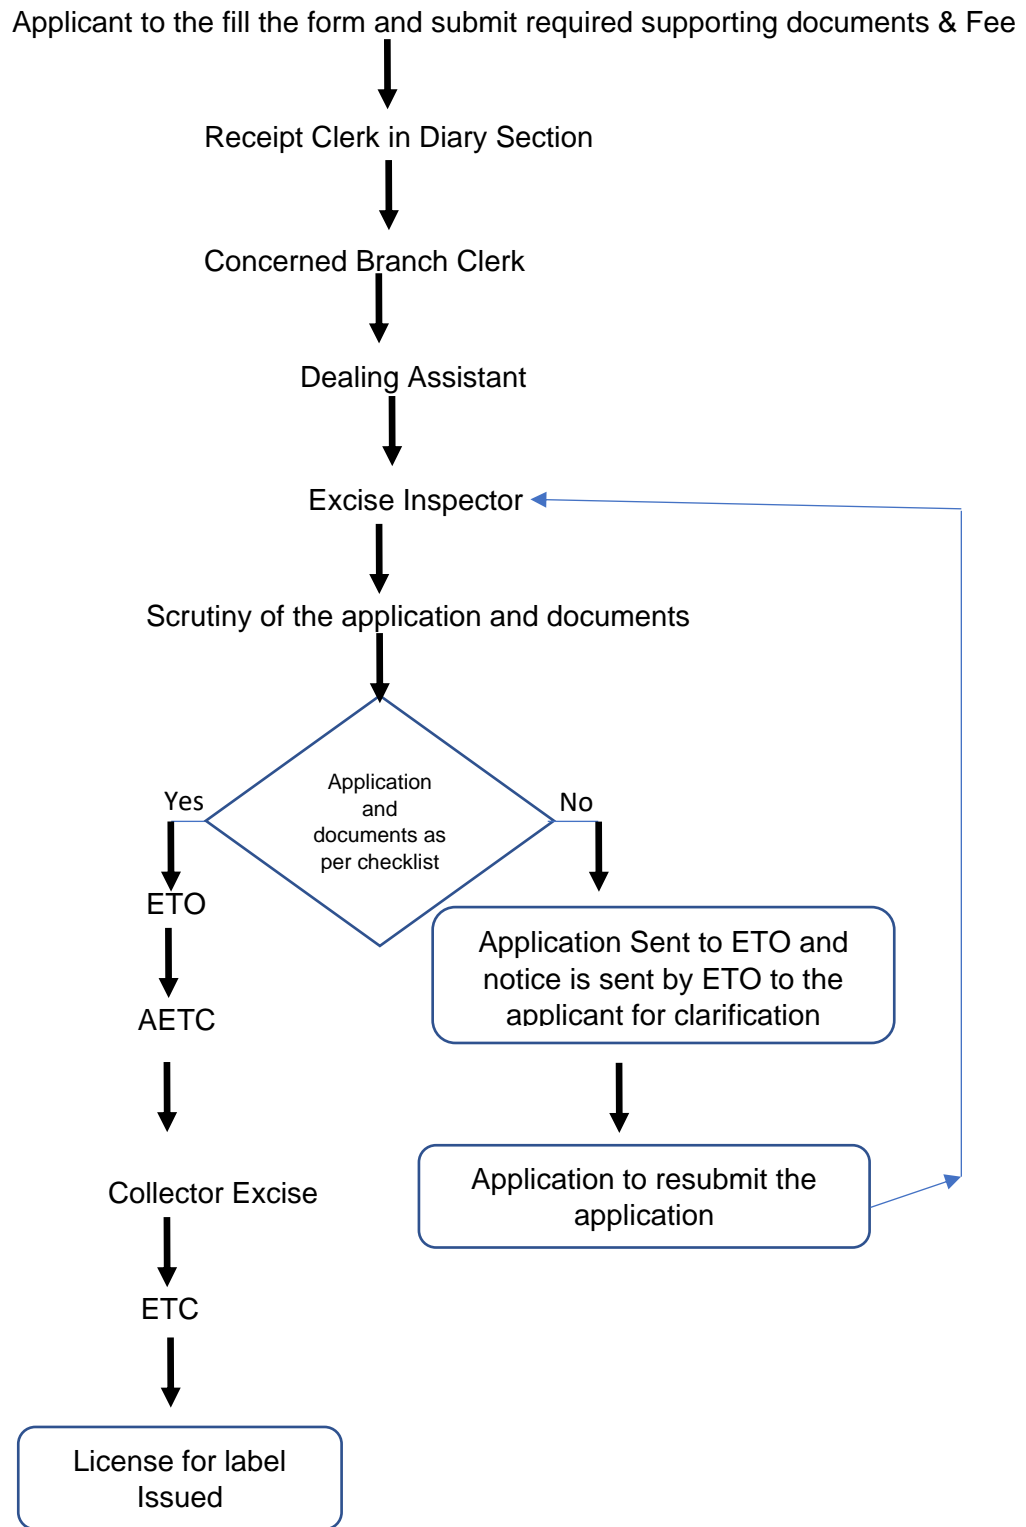 Applicant to the fill the form and submit required supporting documents & Fee
Receipt Clerk in Diary Section
Concerned Branch Clerk
Dealing Assistant
Excise Inspector
Scrutiny of the application and documents
Application
and
documents as
per checklist
Yes
No
ETO
Application Sent to ETO and
notice is sent by ETO to the
applicant for clarification
AETC
Application to resubmit the
application
Collector Excise
ETC
License for label
Issued